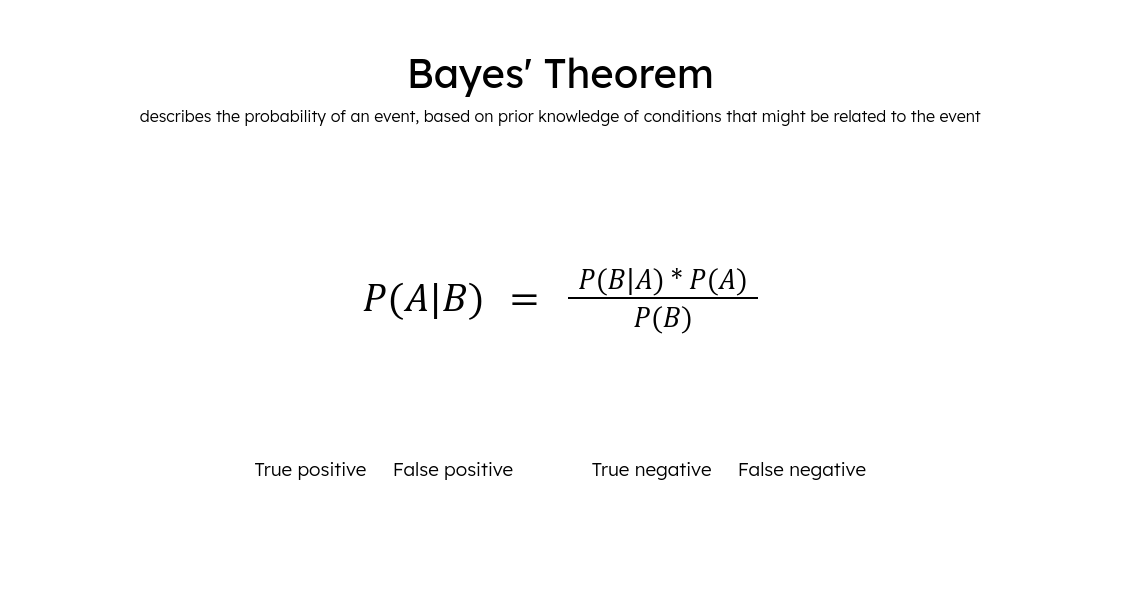 Bayes' Theorem
describes the probability of an event, based on prior knowledge of conditions that might be related to the event
P(A|B) = P(B|A) * P(A)
P(B)
True positive False positive True negative False negative